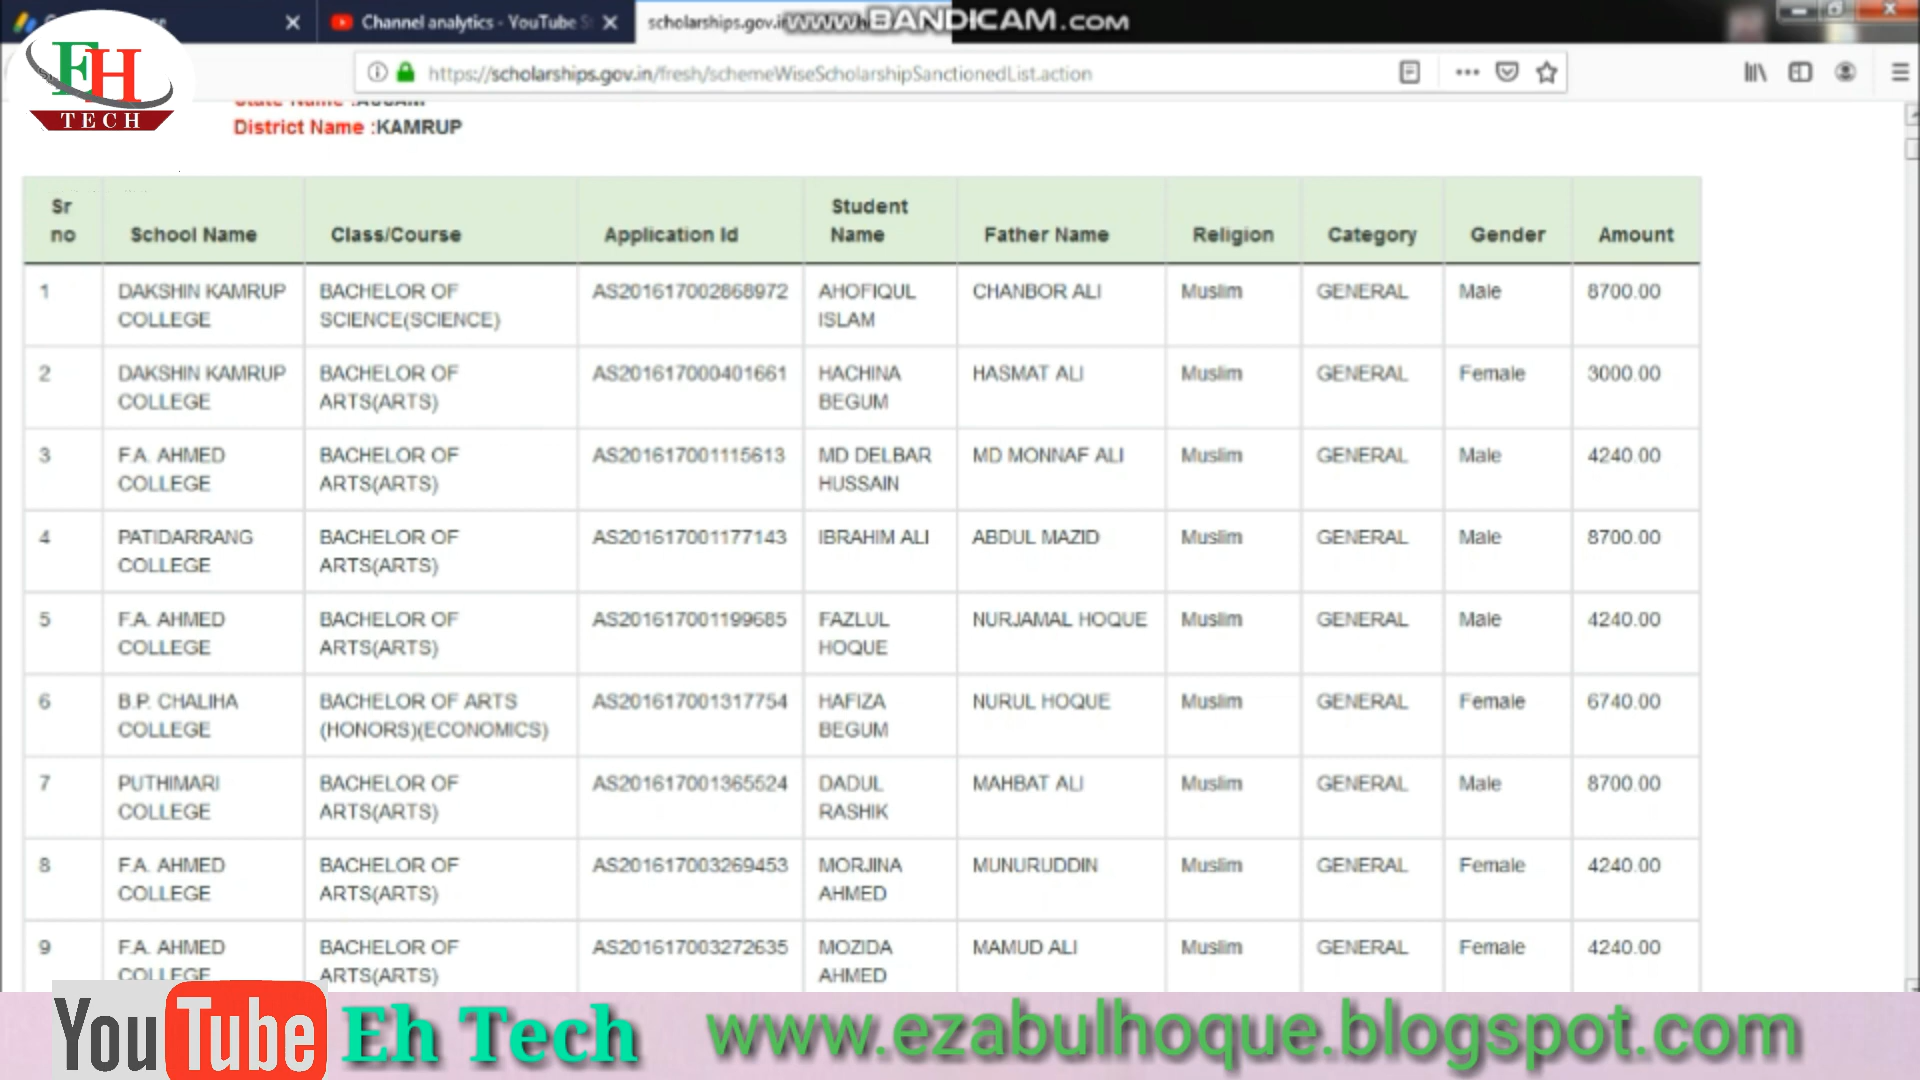 Channel analytics - YouTube S
scholarships.gov.i
www.BANDICAM.COM
EH
TECH
https://scholarships.gov.in/fresh/schemeWiseScholarshipSanctionedList.action
State Name :ASSAM
District Name :KAMRUP
Sr no School Name Class/Course Application Id Student Name Father Name Religion Category Gender Amount
1 DAKSHIN KAMRUP COLLEGE BACHELOR OF SCIENCE(SCIENCE) AS201617002868972 AHOFIQUL ISLAM CHANBOR ALI Muslim GENERAL Male 8700.00
2 DAKSHIN KAMRUP COLLEGE BACHELOR OF ARTS(ARTS) AS201617000401661 HACHINA BEGUM HASMAT ALI Muslim GENERAL Female 3000.00
3 F.A. AHMED COLLEGE BACHELOR OF ARTS(ARTS) AS201617001115613 MD DELBAR HUSSAIN MD MONNAF ALI Muslim GENERAL Male 4240.00
4 PATIDARRANG COLLEGE BACHELOR OF ARTS(ARTS) AS201617001177143 IBRAHIM ALI ABDUL MAZID Muslim GENERAL Male 8700.00
5 F.A. AHMED COLLEGE BACHELOR OF ARTS(ARTS) AS201617001199685 FAZLUL HOQUE NURJAMAL HOQUE Muslim GENERAL Male 4240.00
6 B.P. CHALIHA COLLEGE BACHELOR OF ARTS (HONORS)(ECONOMICS) AS201617001317754 HAFIZA BEGUM NURUL HOQUE Muslim GENERAL Female 6740.00
7 PUTHIMARI COLLEGE BACHELOR OF ARTS(ARTS) AS201617001365524 DADUL RASHIK MAHBAT ALI Muslim GENERAL Male 8700.00
8 F.A. AHMED COLLEGE BACHELOR OF ARTS(ARTS) AS201617003269453 MORJINA AHMED MUNURUDDIN Muslim GENERAL Female 4240.00
9 F.A. AHMED COLLEGE BACHELOR OF ARTS(ARTS) AS201617003272635 MOZIDA AHMED MAMUD ALI Muslim GENERAL Female 4240.00
YouTube Eh Tech www.ezabulhoque.blogspot.com